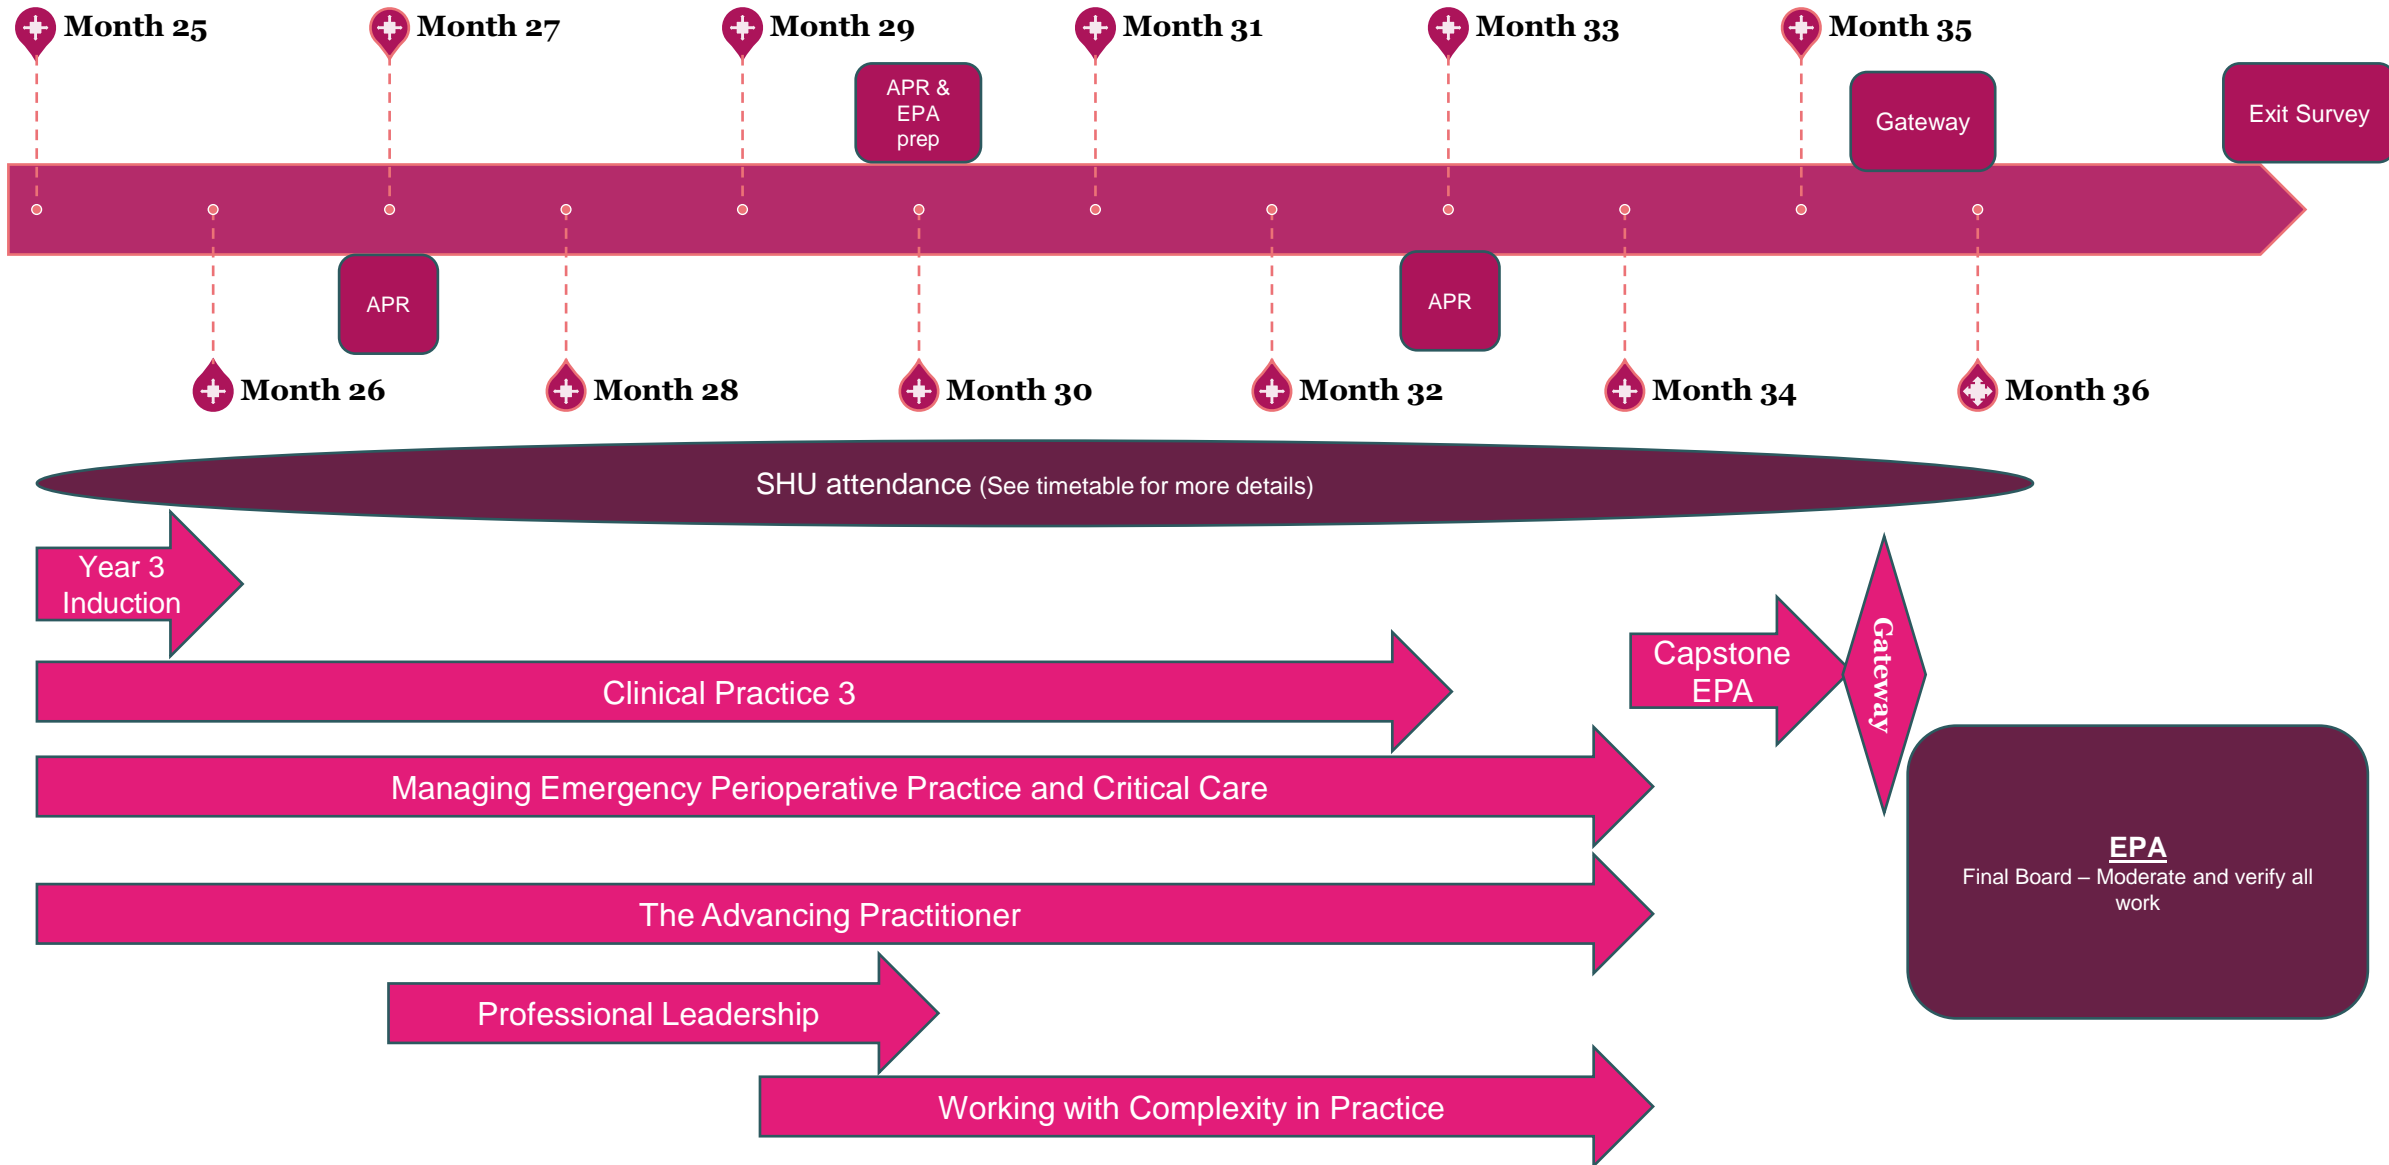 Month 25
Month 27
Month 29
Month 31
Month 33
Month 35
APR &
EPA
prep
Gateway
Exit Survey
APR
APR
Month 26
Month 28
Month 30
Month 32
Month 34
Month 36
SHU attendance (See timetable for more details)
Year 3
Induction
Clinical Practice 3
Capstone
EPA
Gateway
Managing Emergency Perioperative Practice and Critical Care
EPA
Final Board – Moderate and verify all
work
The Advancing Practitioner
Professional Leadership
Working with Complexity in Practice